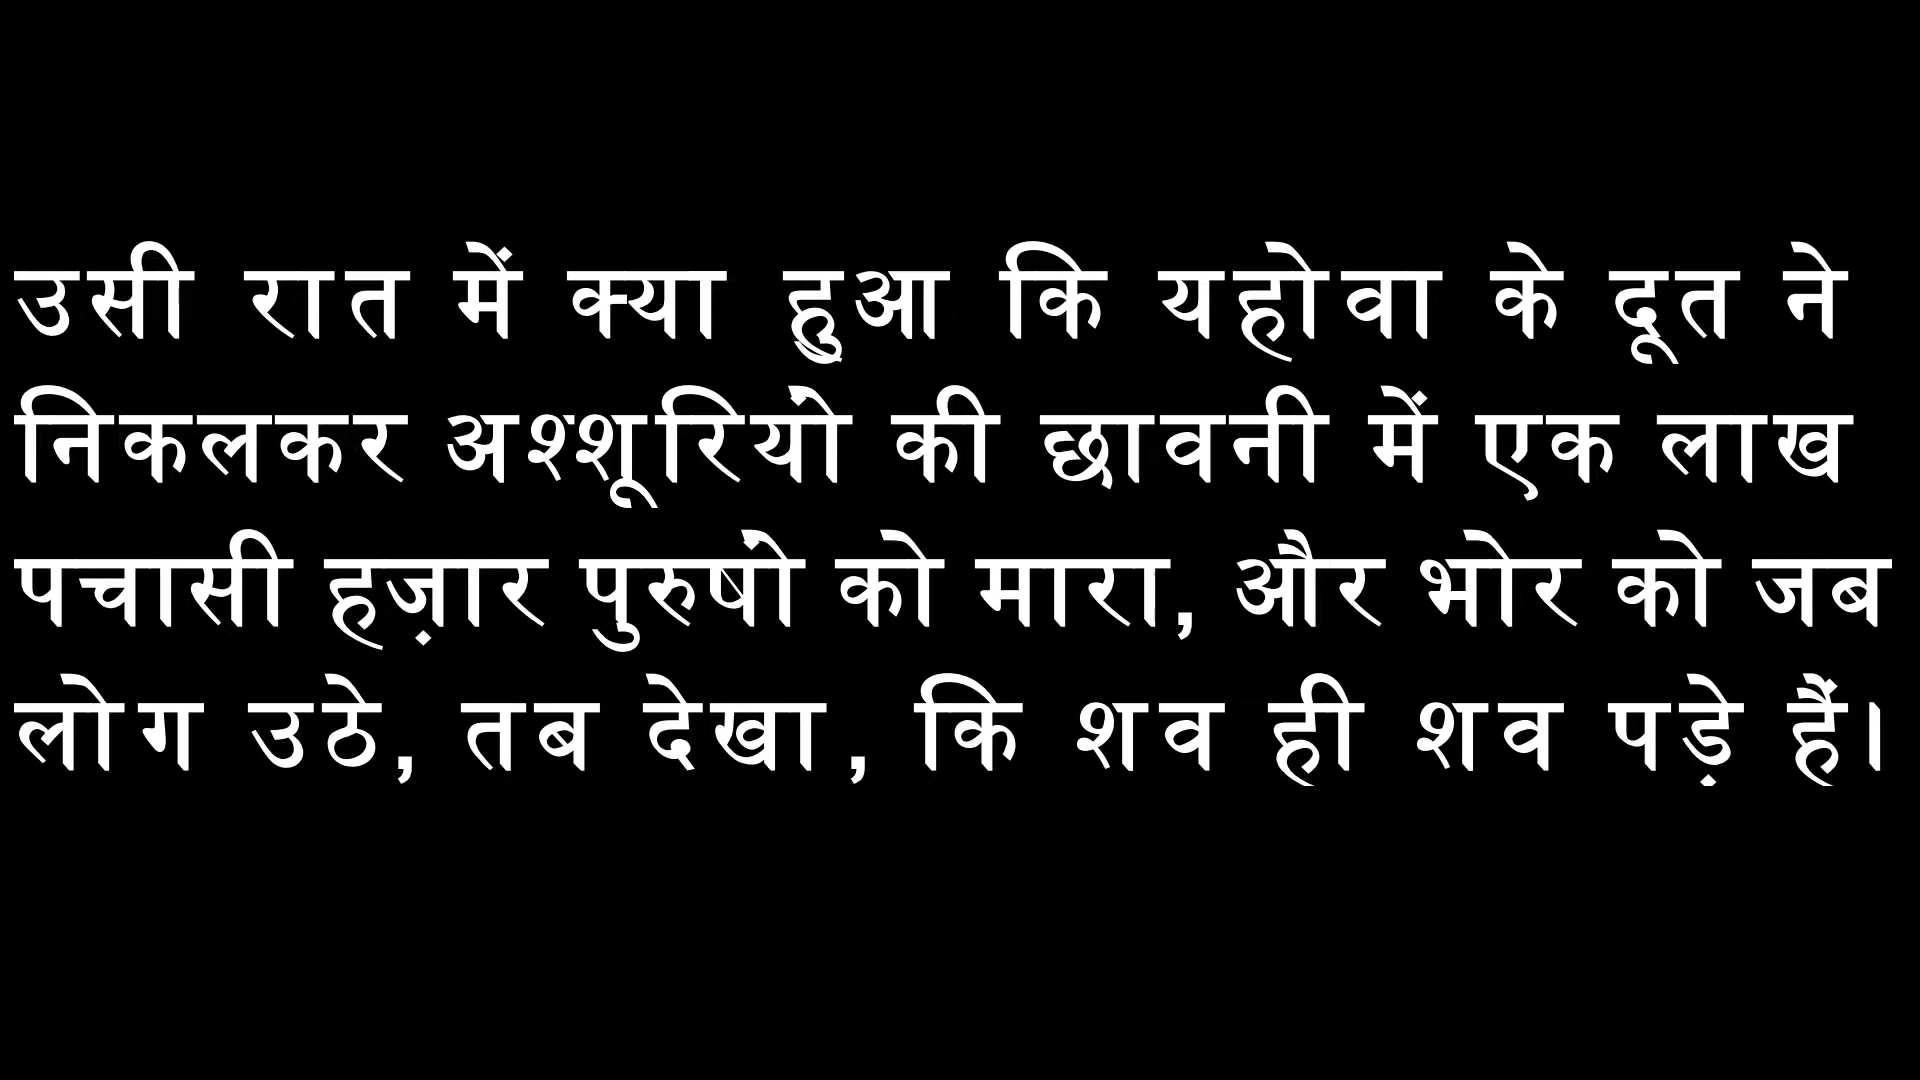 उसी रात में क्या हुआ कि यहोवा के दूत ने
निकलकर अश्शूरियों की छावनी में एक लाख
पचासी हज़ार पुरुषों को मारा, और भोर को जब
लोग उठे, तब देखा, कि शव ही शव पड़े हैं।